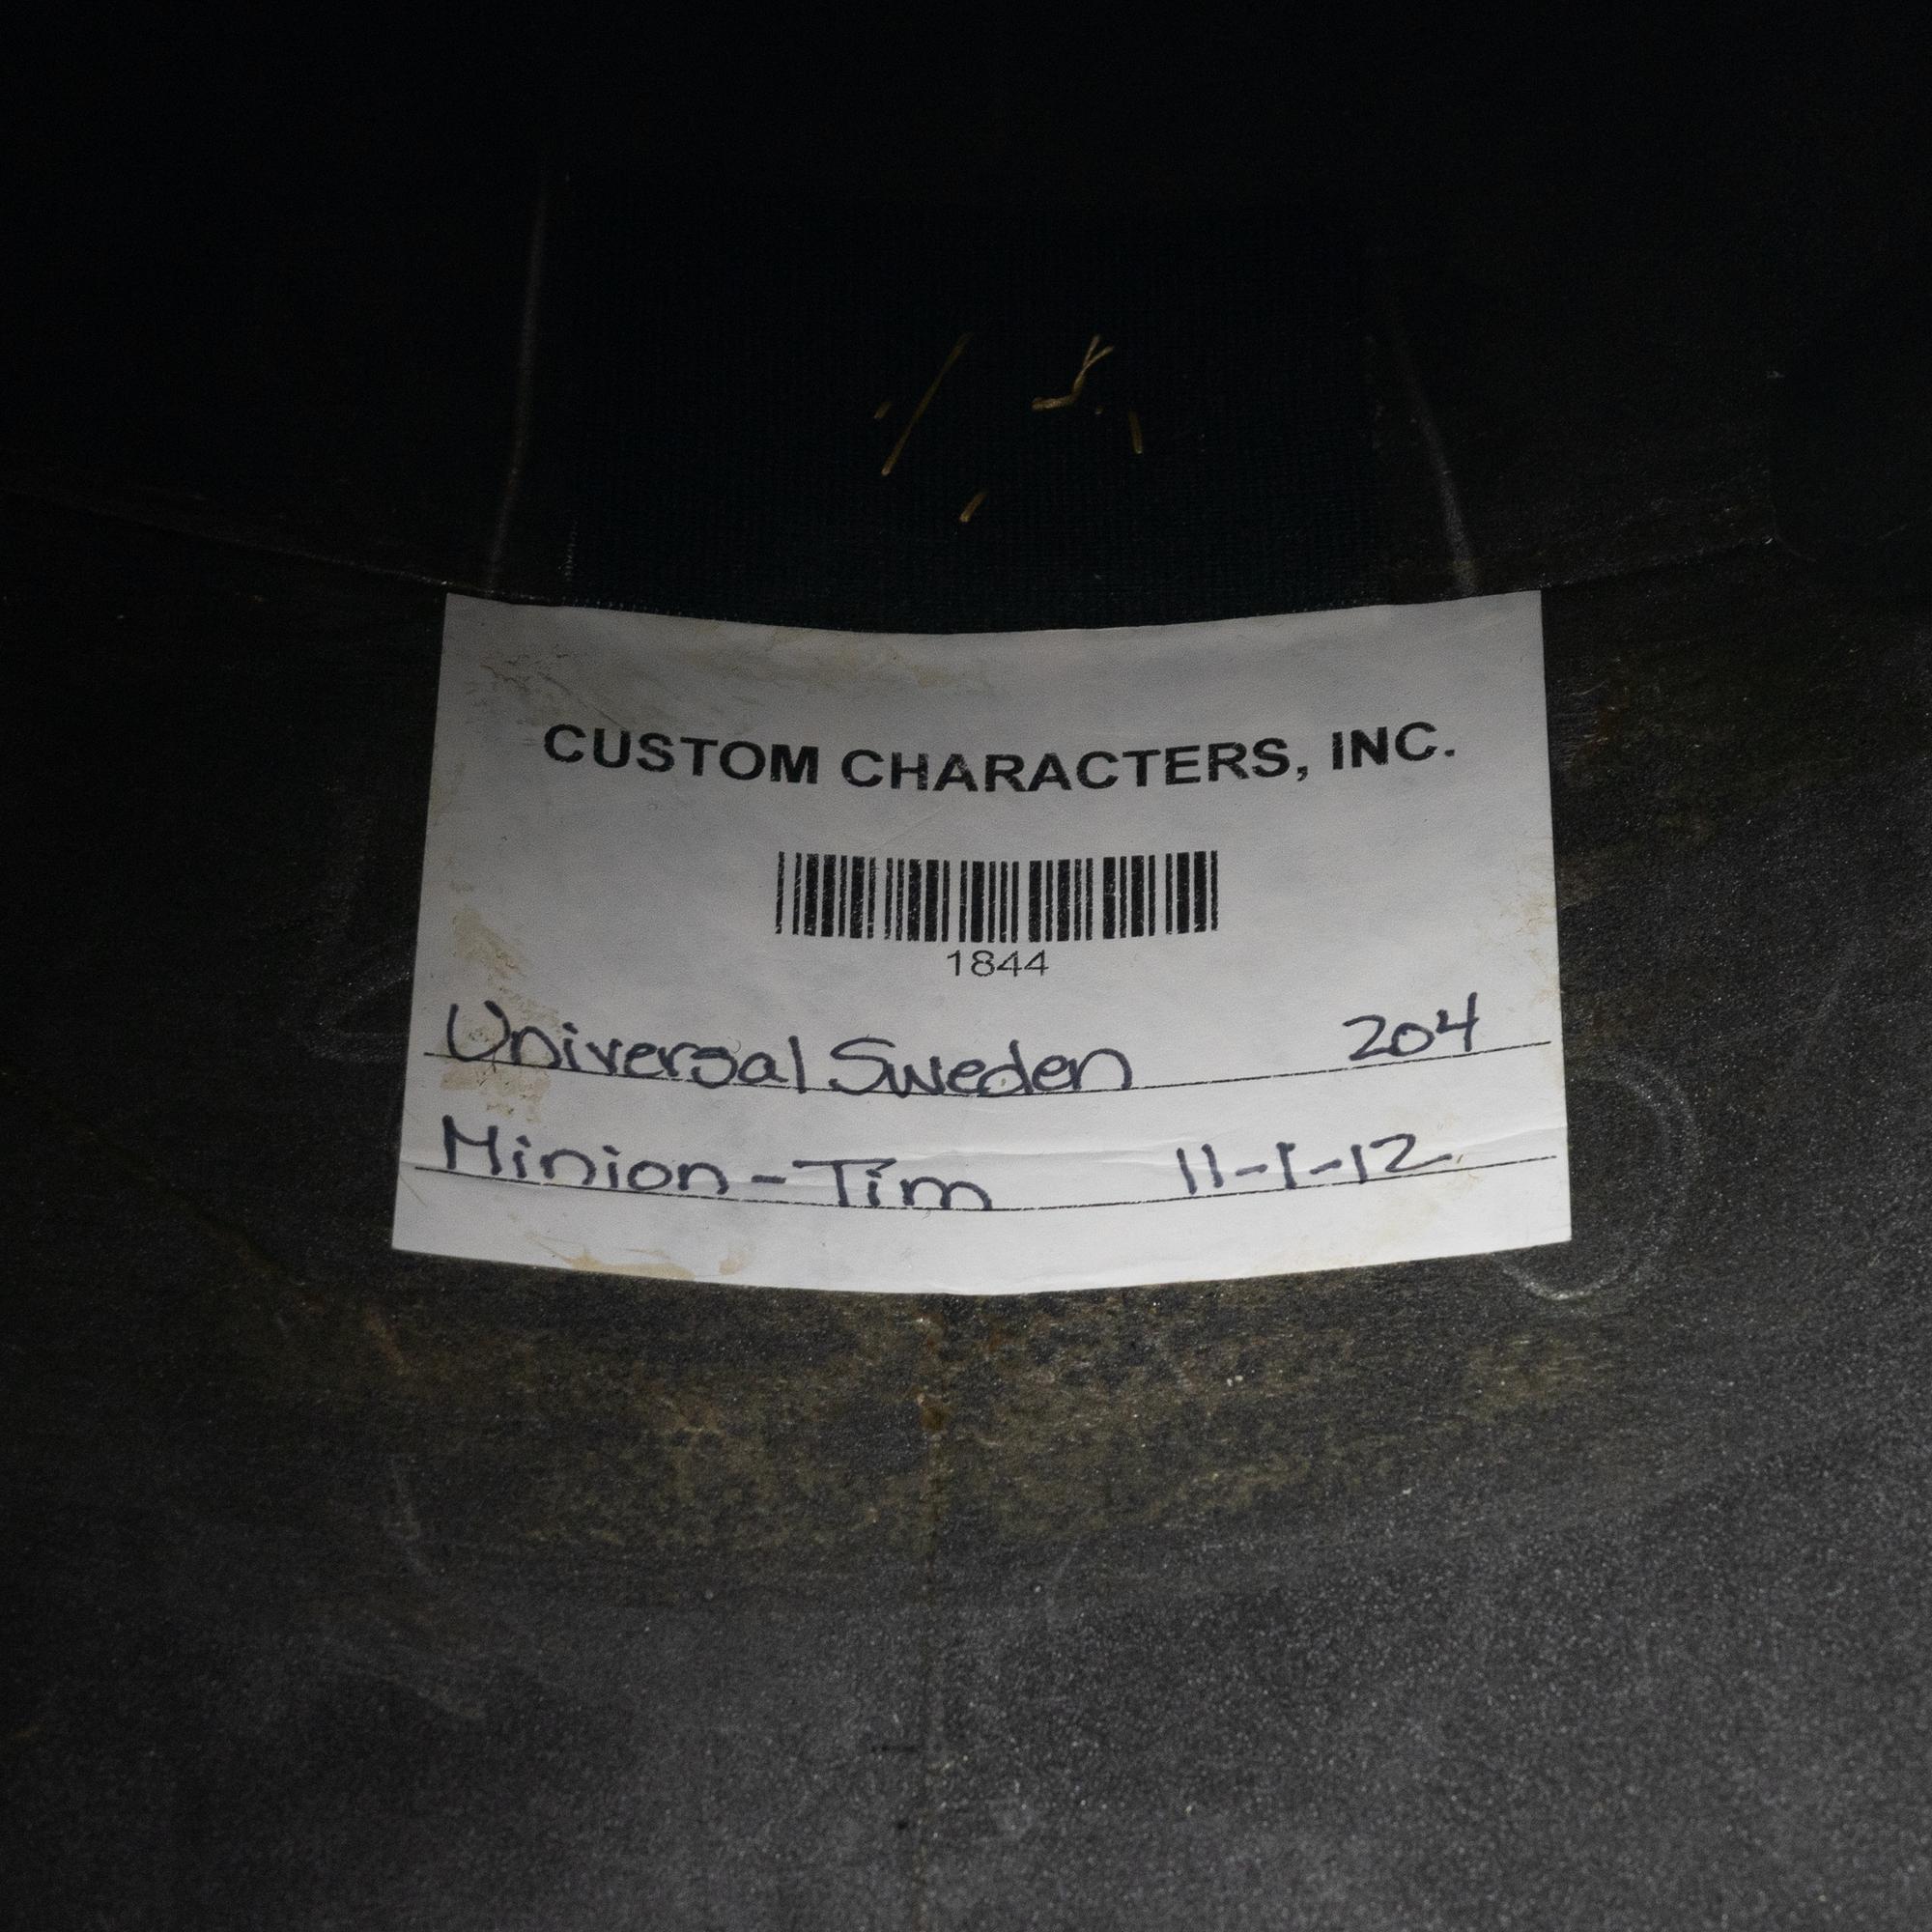 CUSTOM CHARACTERS, INC.
1844
Universal Sweden 204
Minion - Tim 11-1-12